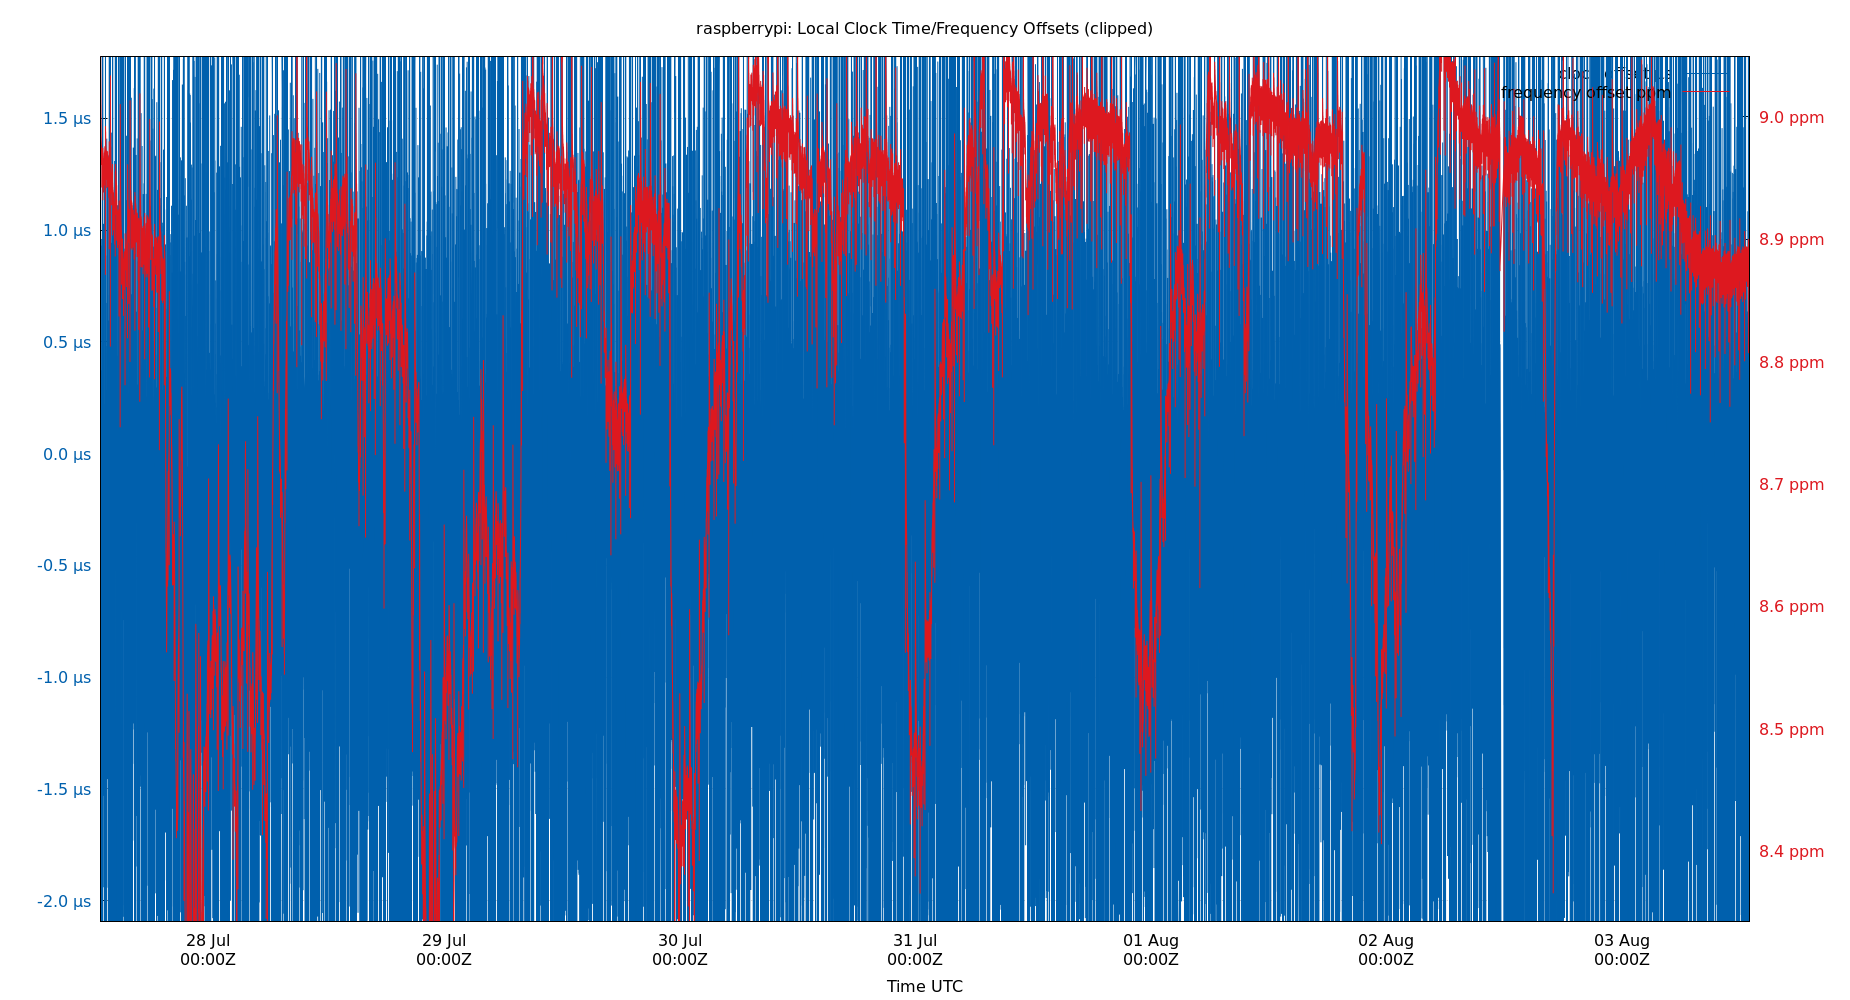 raspberrypi: Local Clock Time/Frequency Offsets (clipped)
clock offset µs
frequency offset ppm
1.5 µs
1.0 µs
0.5 µs
0.0 µs
-0.5 µs
-1.0 µs
-1.5 µs
-2.0 µs
9.0 ppm
8.9 ppm
8.8 ppm
8.7 ppm
8.6 ppm
8.5 ppm
8.4 ppm
28 Jul 29 Jul 30 Jul 31 Jul 01 Aug 02 Aug 03 Aug
00:00Z 00:00Z 00:00Z 00:00Z 00:00Z 00:00Z 00:00Z
Time UTC